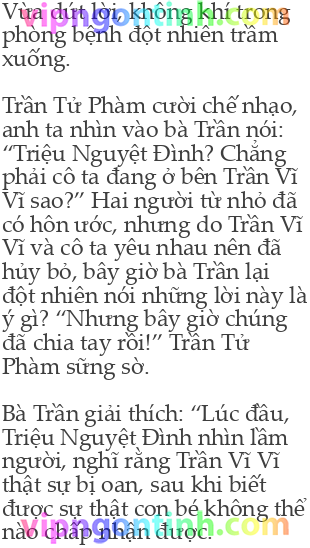 Vừa dứt lời, không khí trong
phòng bệnh đột nhiên trầm
xuống.
Trần Tử Phàm cười chế nhạo,
anh ta nhìn vào bà Trần nói:
“Triệu Nguyệt Đình? Chẳng
phải cô ta đang ở bên Trần Vĩ
Vĩ sao?” Hai người từ nhỏ đã
có hôn ước, nhưng do Trần Vĩ
Vĩ và cô ta yêu nhau nên đã
hủy bỏ, bây giờ bà Trần lại
đột nhiên nói những lời này là
ý gì? “Nhưng bây giờ chúng
đã chia tay rồi!” Trần Tử
Phàm sững sờ.
Bà Trần giải thích: “Lúc đầu,
Triệu Nguyệt Đình nhìn lầm
người, nghĩ rằng Trần Vĩ Vĩ
thật sự bị oan, sau khi biết
được sự thật con bé không thể
nào chấp nhận được.
vipngontinh.com
vipngontinh.com